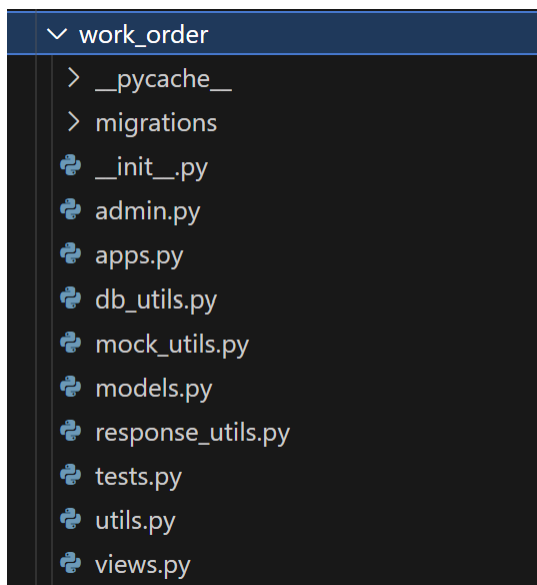 work_order
__pycache__
migrations
__init__.py
admin.py
apps.py
db_utils.py
mock_utils.py
models.py
response_utils.py
tests.py
utils.py
views.py